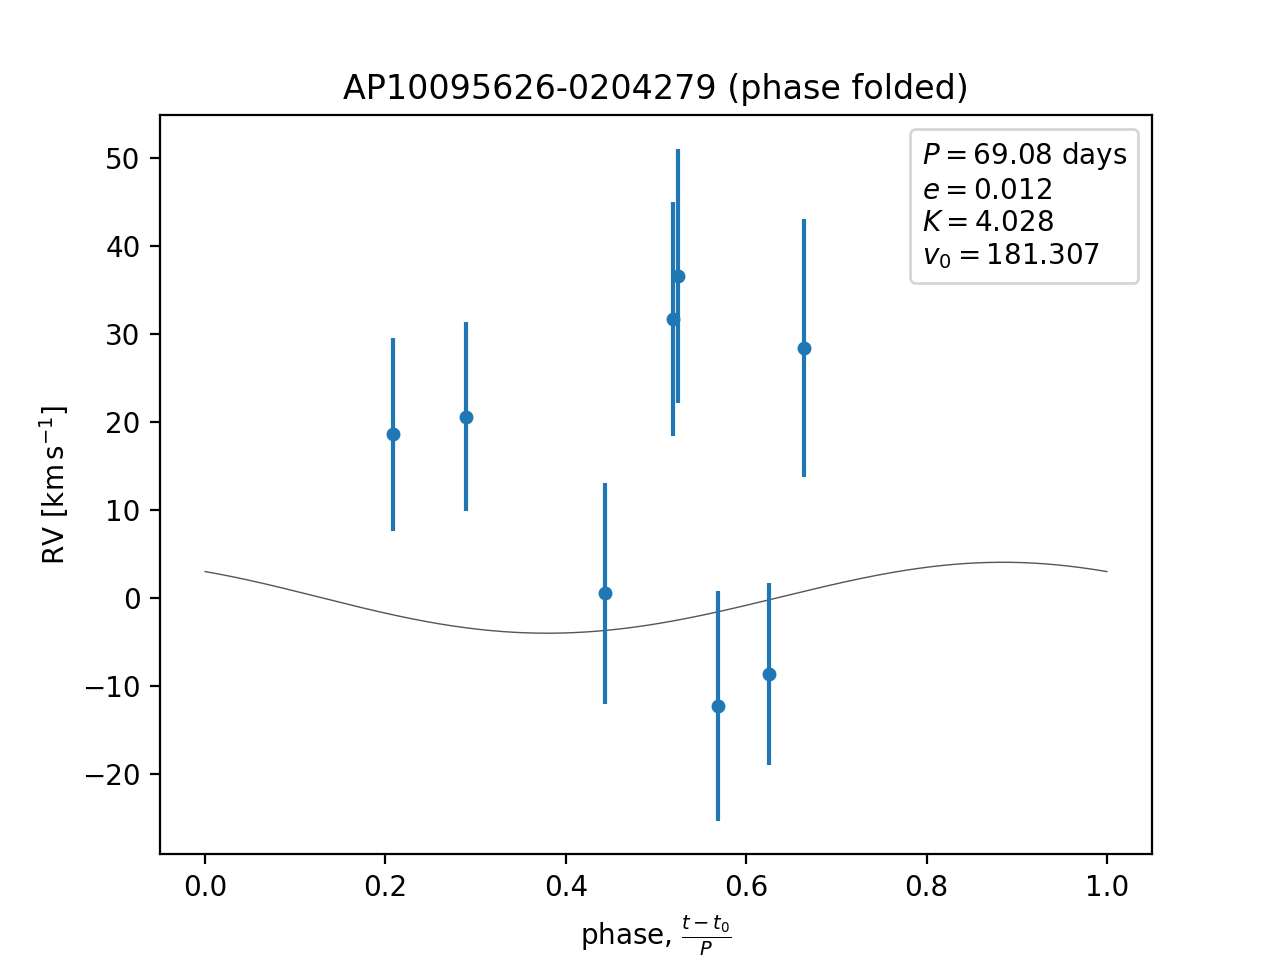 AP10095626-0204279 (phase folded)
P = 69.08 days
e = 0.012
K = 4.028
v₀ = 181.307
RV [km s⁻¹]
50
40
30
20
10
0
−10
−20
0.0 0.2 0.4 0.6 0.8 1.0
phase, (t − t₀)/P